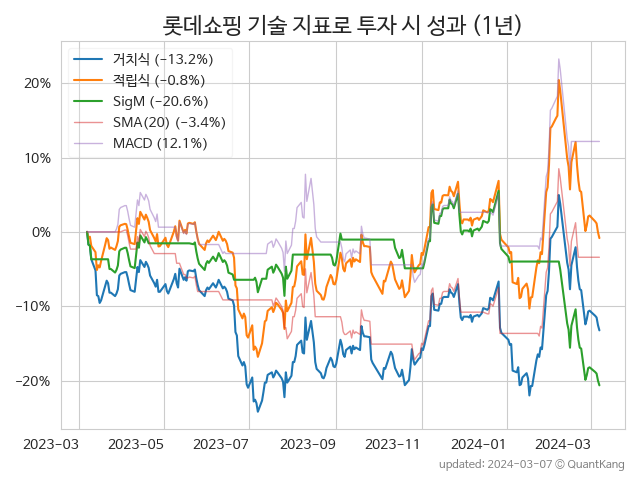 롯데쇼핑 기술 지표로 투자 시 성과 (1년)
거치식 (−13.2%)
적립식 (−0.8%)
SigM (−20.6%)
SMA(20) (−3.4%)
MACD (12.1%)
20%
10%
0%
−10%
−20%
2023-03 2023-05 2023-07 2023-09 2023-11 2024-01 2024-03
updated: 2024-03-07 © QuantKang